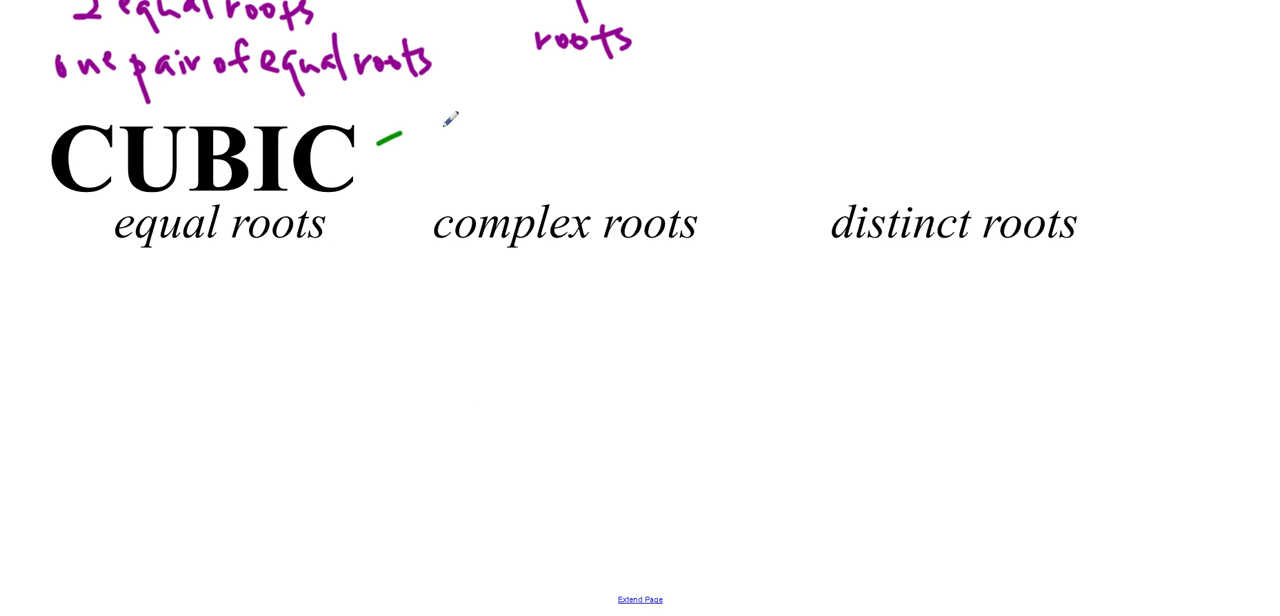 2 equal roots
roots
one pair of equal roots
CUBIC -
equal roots complex roots distinct roots
Extend Page